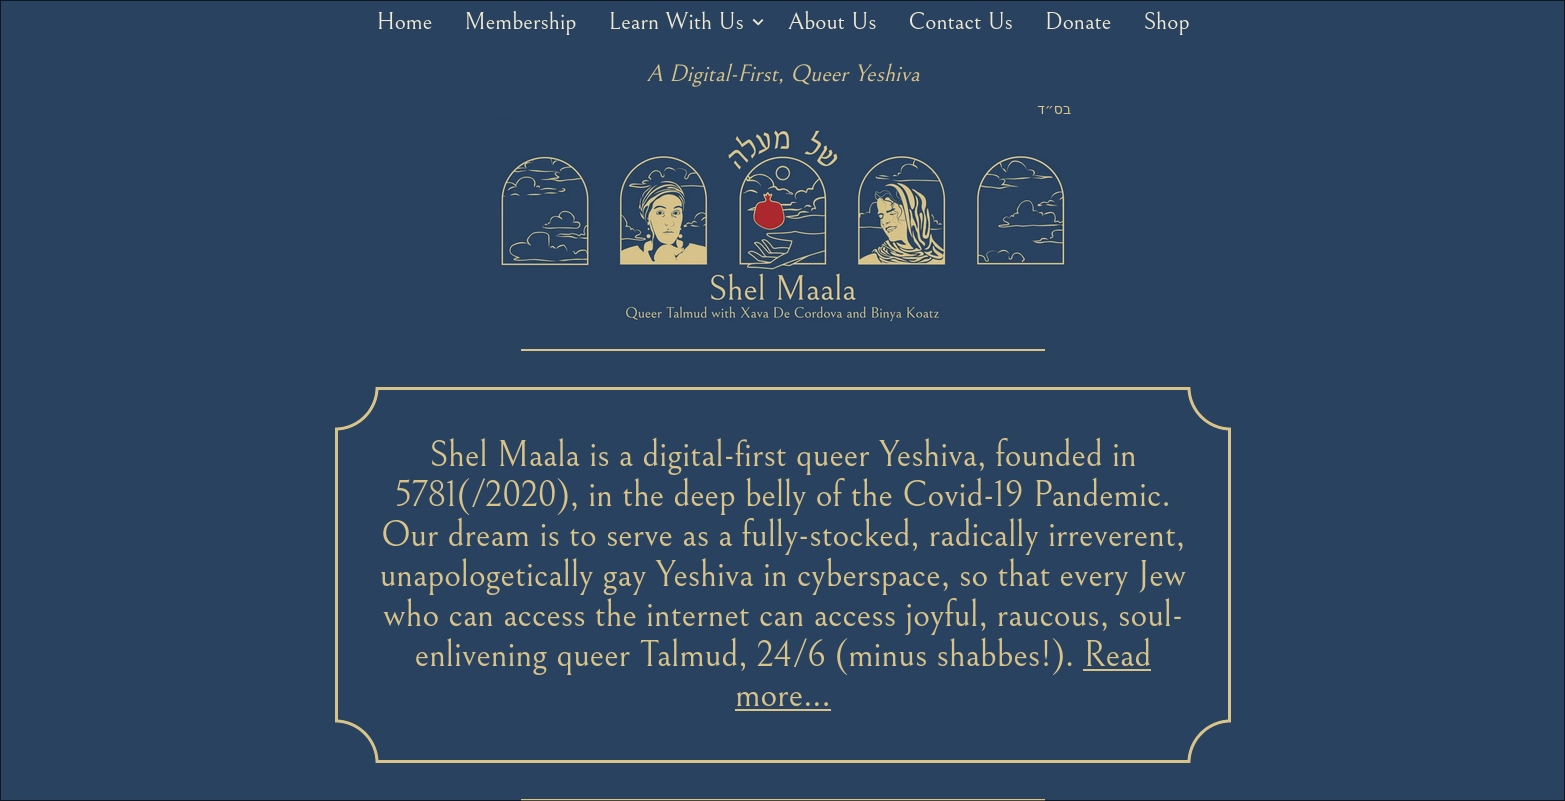 Home Membership Learn With Us About Us Contact Us Donate Shop
A Digital-First, Queer Yeshiva
בס״ד
של מעלה
Shel Maala
Queer Talmud with Xava De Cordova and Binya Koatz
Shel Maala is a digital-first queer Yeshiva, founded in
5781(/2020), in the deep belly of the Covid-19 Pandemic.
Our dream is to serve as a fully-stocked, radically irreverent,
unapologetically gay Yeshiva in cyberspace, so that every Jew
who can access the internet can access joyful, raucous, soul-
enlivening queer Talmud, 24/6 (minus shabbes!). Read
more...